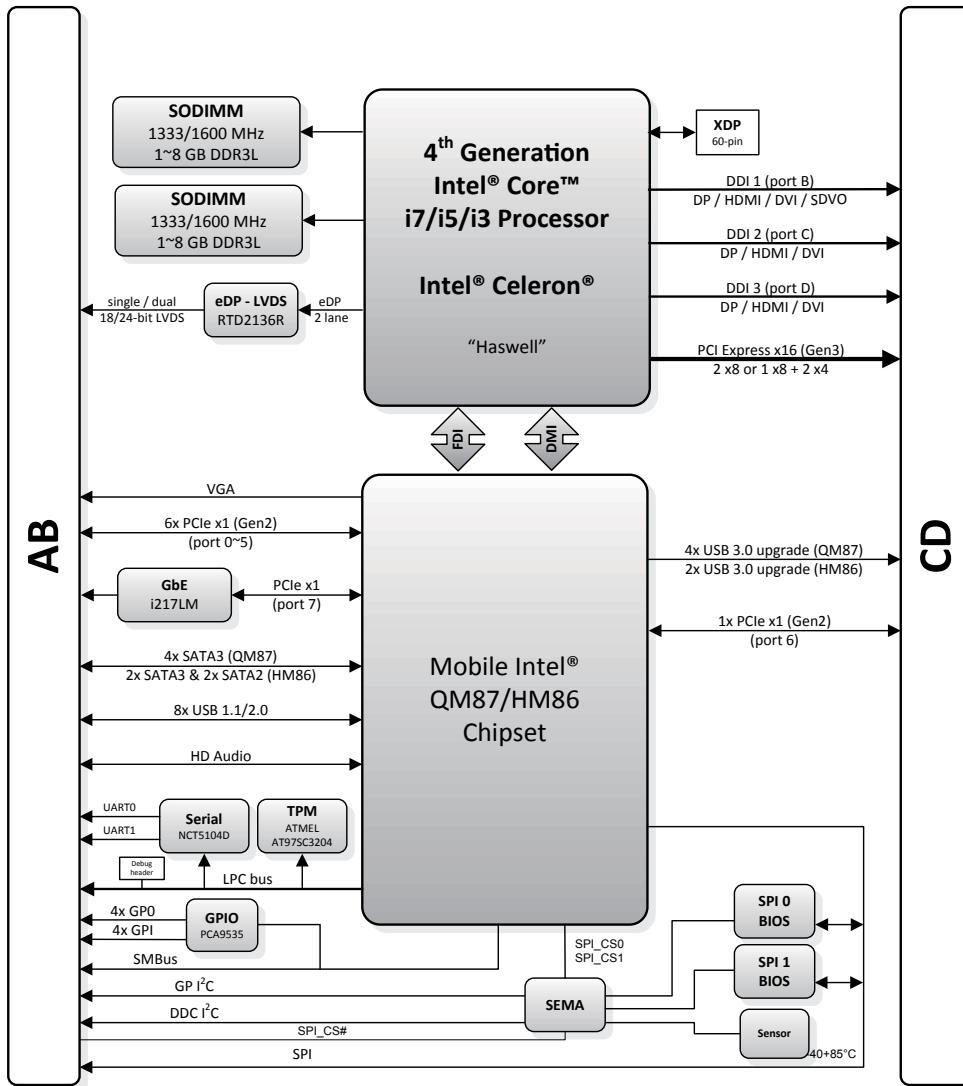 AB
CD
SODIMM
1333/1600 MHz
1~8 GB DDR3L
SODIMM
1333/1600 MHz
1~8 GB DDR3L
4th Generation
Intel® Core™
i7/i5/i3 Processor
Intel® Celeron®
“Haswell”
XDP
60-pin
DDI 1 (port B)
DP / HDMI / DVI / SDVO
DDI 2 (port C)
DP / HDMI / DVI
DDI 3 (port D)
DP / HDMI / DVI
PCI Express x16 (Gen3)
2 x8 or 1 x8 + 2 x4
single / dual
18/24-bit LVDS
eDP - LVDS
RTD2136R
eDP
2 lane
FDI
DMI
VGA
6x PCIe x1 (Gen2)
(port 0~5)
GbE
i217LM
PCIe x1
(port 7)
4x SATA3 (QM87)
2x SATA3 & 2x SATA2 (HM86)
8x USB 1.1/2.0
HD Audio
Mobile Intel®
QM87/HM86
Chipset
4x USB 3.0 upgrade (QM87)
2x USB 3.0 upgrade (HM86)
1x PCIe x1 (Gen2)
(port 6)
UART0
UART1
Serial
NCT5104D
TPM
ATMEL
AT97SC3204
Debug
header
LPC bus
4x GP0
4x GPI
GPIO
PCA9535
SMBus
GP I²C
DDC I²C
SPI_CS#
SPI
SPI_CS0
SPI_CS1
SEMA
SPI 0
BIOS
SPI 1
BIOS
Sensor
-40+85°C